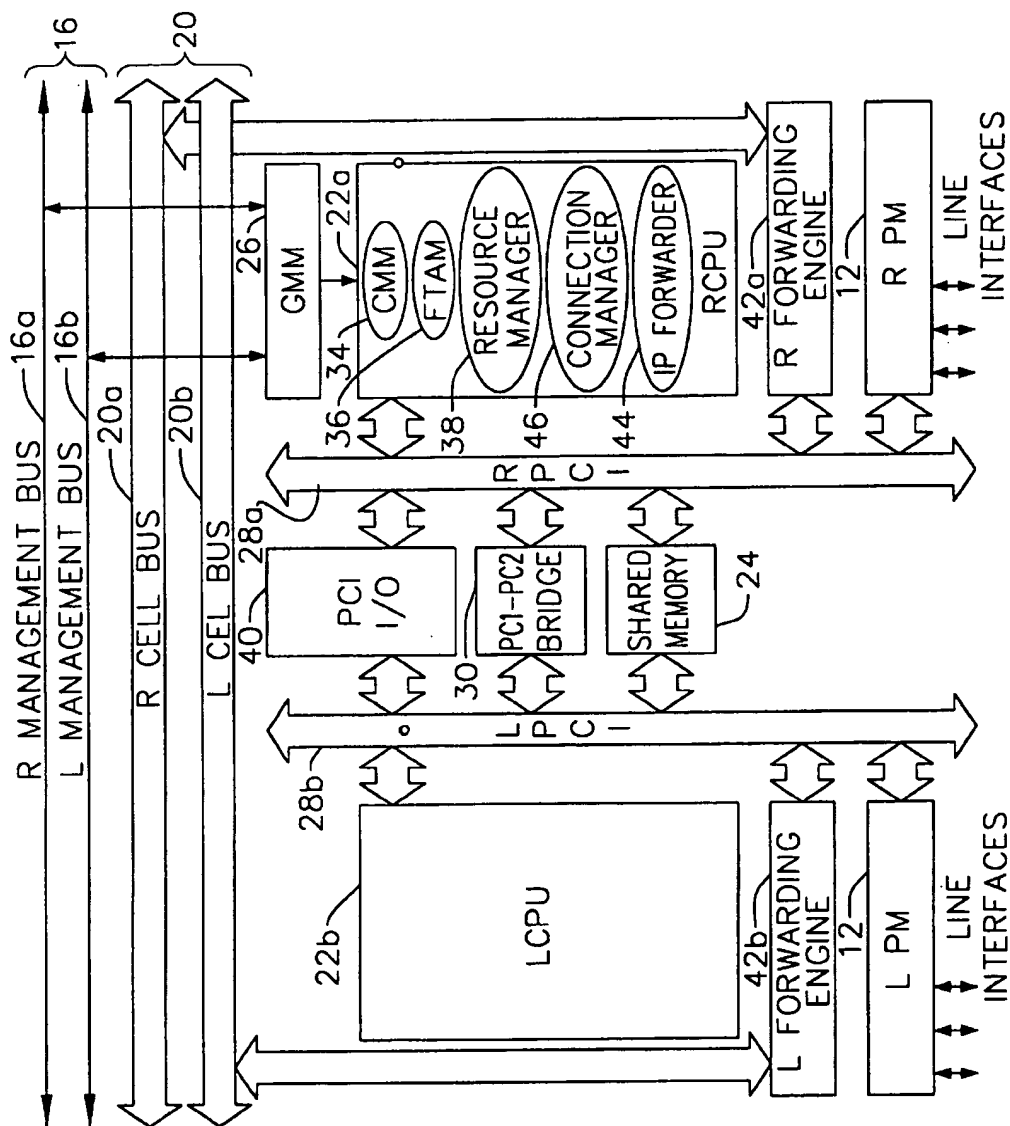 R MANAGEMENT BUS
16a
16
L MANAGEMENT BUS
16b
20a
R CELL BUS
20
20b
L CEL BUS
40
28a
26
GMM
22a
34
CMM
36
FTAM
38
RESOURCE
MANAGER
46
CONNECTION
MANAGER
44
IP FORWARDER
RCPU
PCI
I/O
30
PC1-PC2
BRIDGE
SHARED
MEMORY
24
R
P
C
I
28b
L
P
C
I
22b
LCPU
42b
L FORWARDING
ENGINE
12
L PM
LINE
INTERFACES
42a
R FORWARDING
ENGINE
12
R PM
LINE
INTERFACES